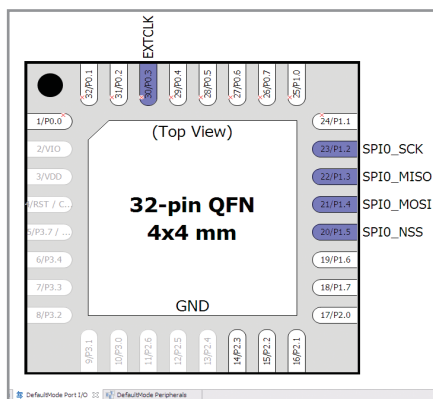 EXTCLK
32/P0.1
31/P0.2
30/P0.3
29/P0.4
28/P0.5
27/P0.6
26/P0.7
25/P1.0
1/P0.0
(Top View)
24/P1.1
2/VIO
23/P1.2 SPI0_SCK
3/VDD
22/P1.3 SPI0_MISO
4/RST / C...
32-pin QFN
21/P1.4 SPI0_MOSI
5/P3.7 / ...
4x4 mm
20/P1.5 SPI0_NSS
6/P3.4
19/P1.6
7/P3.3
18/P1.7
8/P3.2
GND
17/P2.0
9/P3.1
10/P3.0
11/P2.6
12/P2.5
13/P2.4
14/P2.3
15/P2.2
16/P2.1
DefaultMode Port I/O
DefaultMode Peripherals